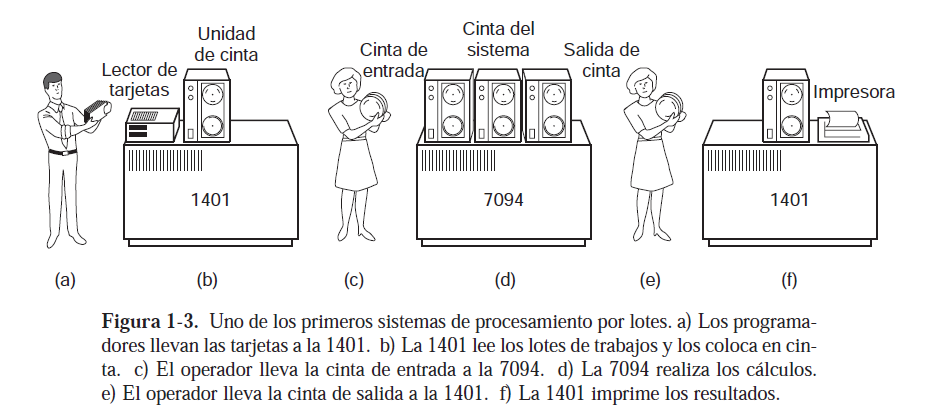 Unidad
de cinta
Lector de
tarjetas
1401
Cinta de
entrada
Cinta del
sistema
Salida de
cinta
7094
Impresora
1401
(a)
(b)
(c)
(d)
(e)
(f)
Figura 1-3. Uno de los primeros sistemas de procesamiento por lotes. a) Los programa-
dores llevan las tarjetas a la 1401. b) La 1401 lee los lotes de trabajos y los coloca en cin-
ta. c) El operador lleva la cinta de entrada a la 7094. d) La 7094 realiza los cálculos.
e) El operador lleva la cinta de salida a la 1401. f) La 1401 imprime los resultados.